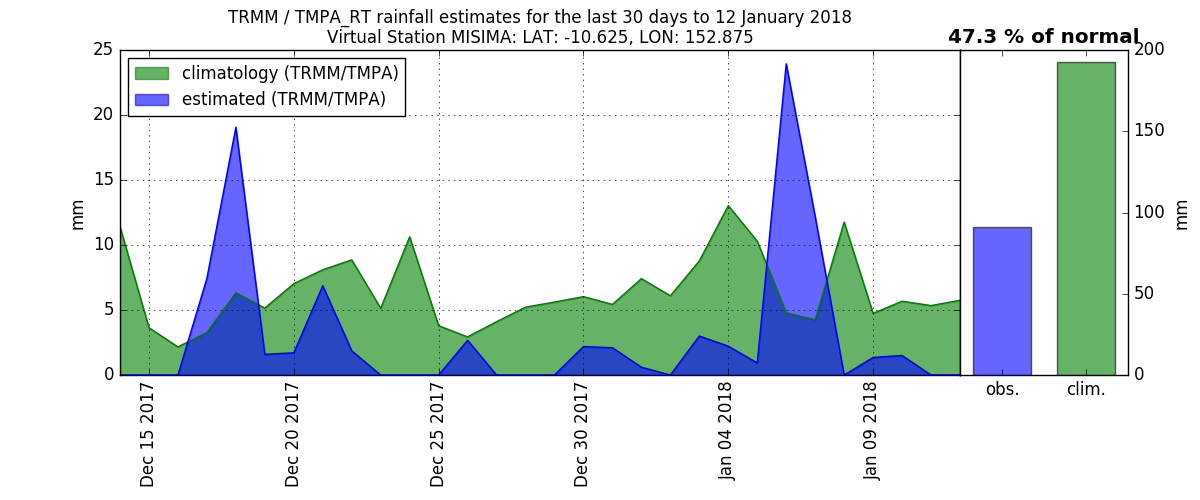 TRMM / TMPA_RT rainfall estimates for the last 30 days to 12 January 2018
Virtual Station MISIMA: LAT: -10.625, LON: 152.875
47.3 % of normal
climatology (TRMM/TMPA)
estimated (TRMM/TMPA)
25
20
15
10
5
0
mm
200
150
100
50
0
mm
Dec 15 2017
Dec 20 2017
Dec 25 2017
Dec 30 2017
Jan 04 2018
Jan 09 2018
obs.
clim.